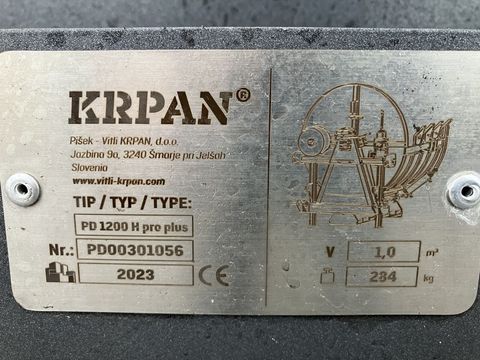 KRPAN®
Pišek - Vitli KRPAN, d.o.o.
Jazbina 9a, 3240 Šmarje pri Jelšah
Slovenia
www.vitli-krpan.com
TIP / TYP / TYPE:
PD 1200 H pro plus
Nr.: PD00301056
2023 CE
V 1,0 m³
284 kg